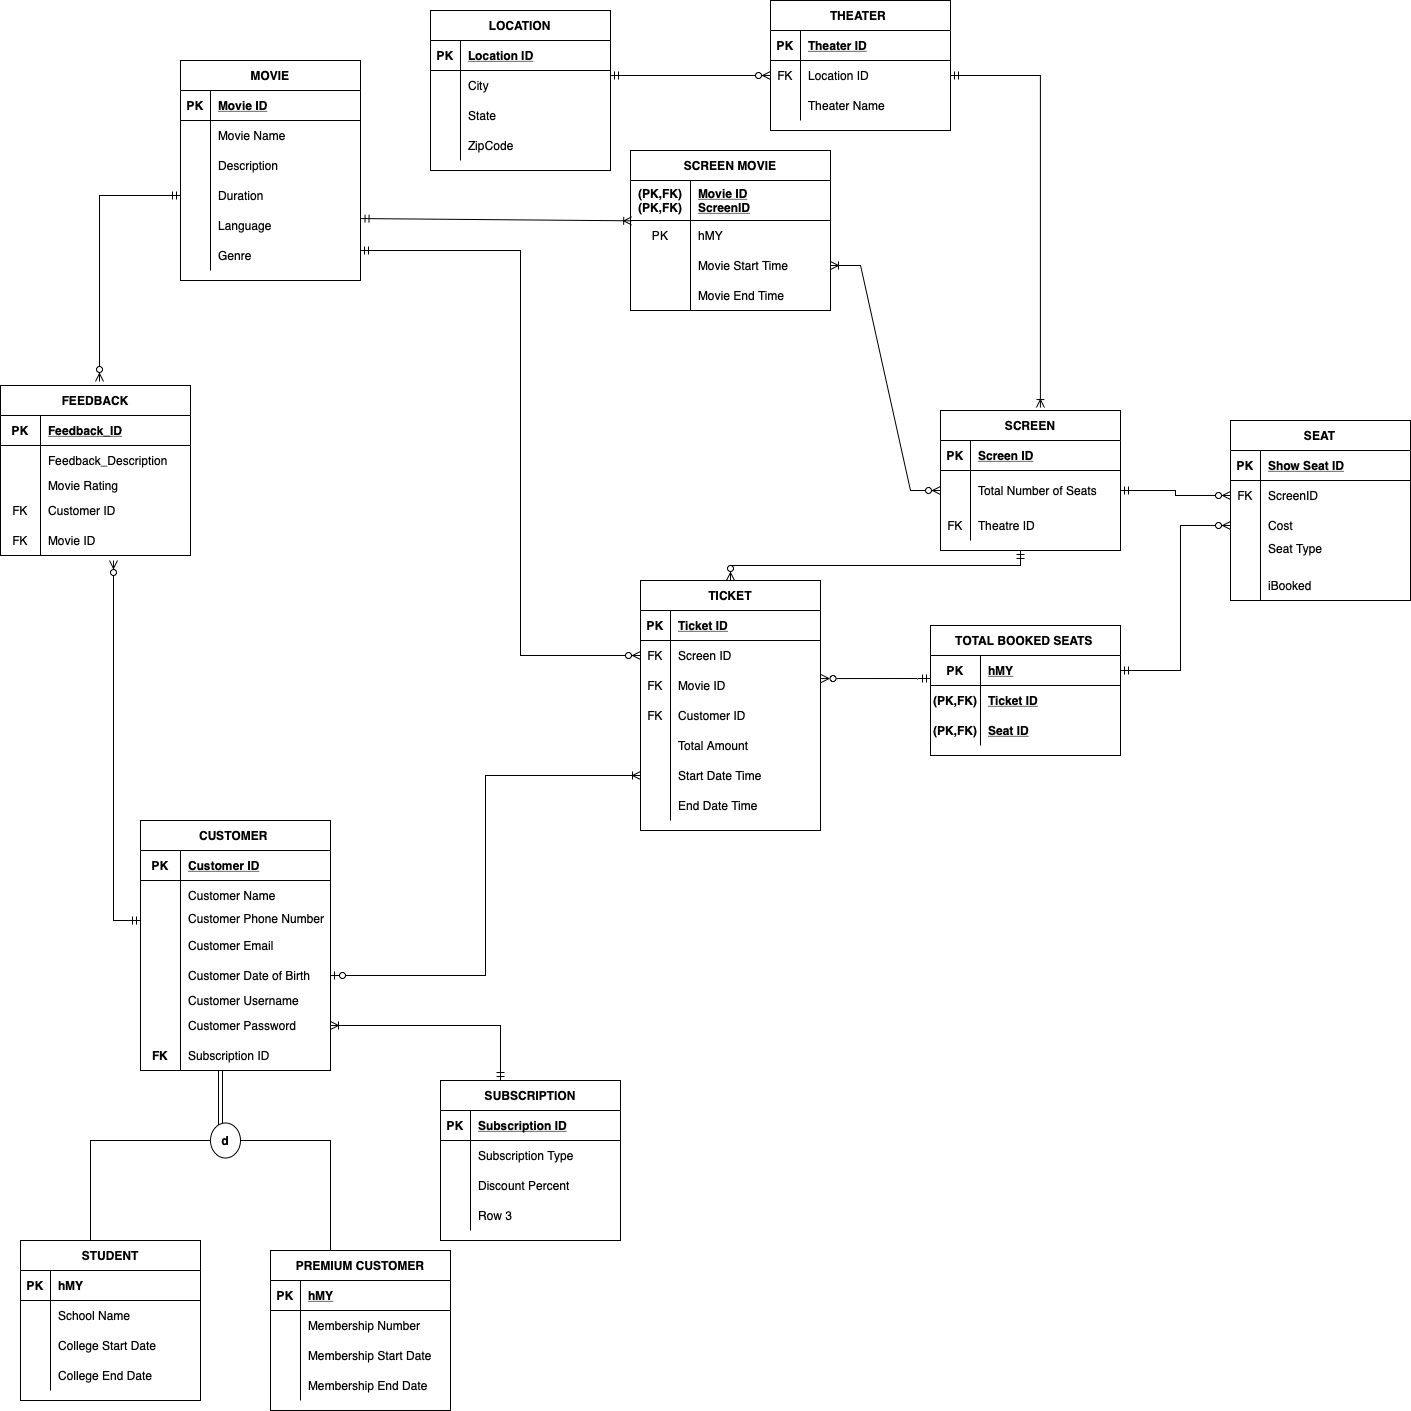 LOCATION
PK Location ID
City
State
ZipCode
THEATER
PK Theater ID
FK Location ID
Theater Name
MOVIE
PK Movie ID
Movie Name
Description
Duration
Language
Genre
SCREEN MOVIE
(PK,FK) Movie ID
(PK,FK) ScreenID
PK hMY
Movie Start Time
Movie End Time
FEEDBACK
PK Feedback_ID
Feedback_Description
Movie Rating
FK Customer ID
FK Movie ID
SCREEN
PK Screen ID
Total Number of Seats
FK Theatre ID
SEAT
PK Show Seat ID
FK ScreenID
Cost
Seat Type
iBooked
TICKET
PK Ticket ID
FK Screen ID
FK Movie ID
FK Customer ID
Total Amount
Start Date Time
End Date Time
TOTAL BOOKED SEATS
PK hMY
(PK,FK) Ticket ID
(PK,FK) Seat ID
CUSTOMER
PK Customer ID
Customer Name
Customer Phone Number
Customer Email
Customer Date of Birth
Customer Username
Customer Password
FK Subscription ID
d
SUBSCRIPTION
PK Subscription ID
Subscription Type
Discount Percent
Row 3
STUDENT
PK hMY
School Name
College Start Date
College End Date
PREMIUM CUSTOMER
PK hMY
Membership Number
Membership Start Date
Membership End Date